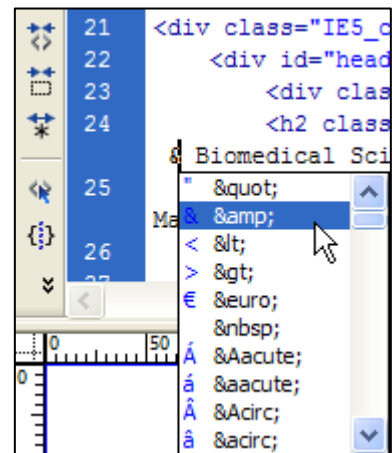 21 <div class="IE5_c
22 <div id="head
23 <div clas
24 <h2 class
& Biomedical Sci
25
Ma
26
" &quot;
& &amp;
< &lt;
> &gt;
€ &euro;
&nbsp;
Á &Aacute;
á &aacute;
Â &Acirc;
â &acirc;
0 50
0